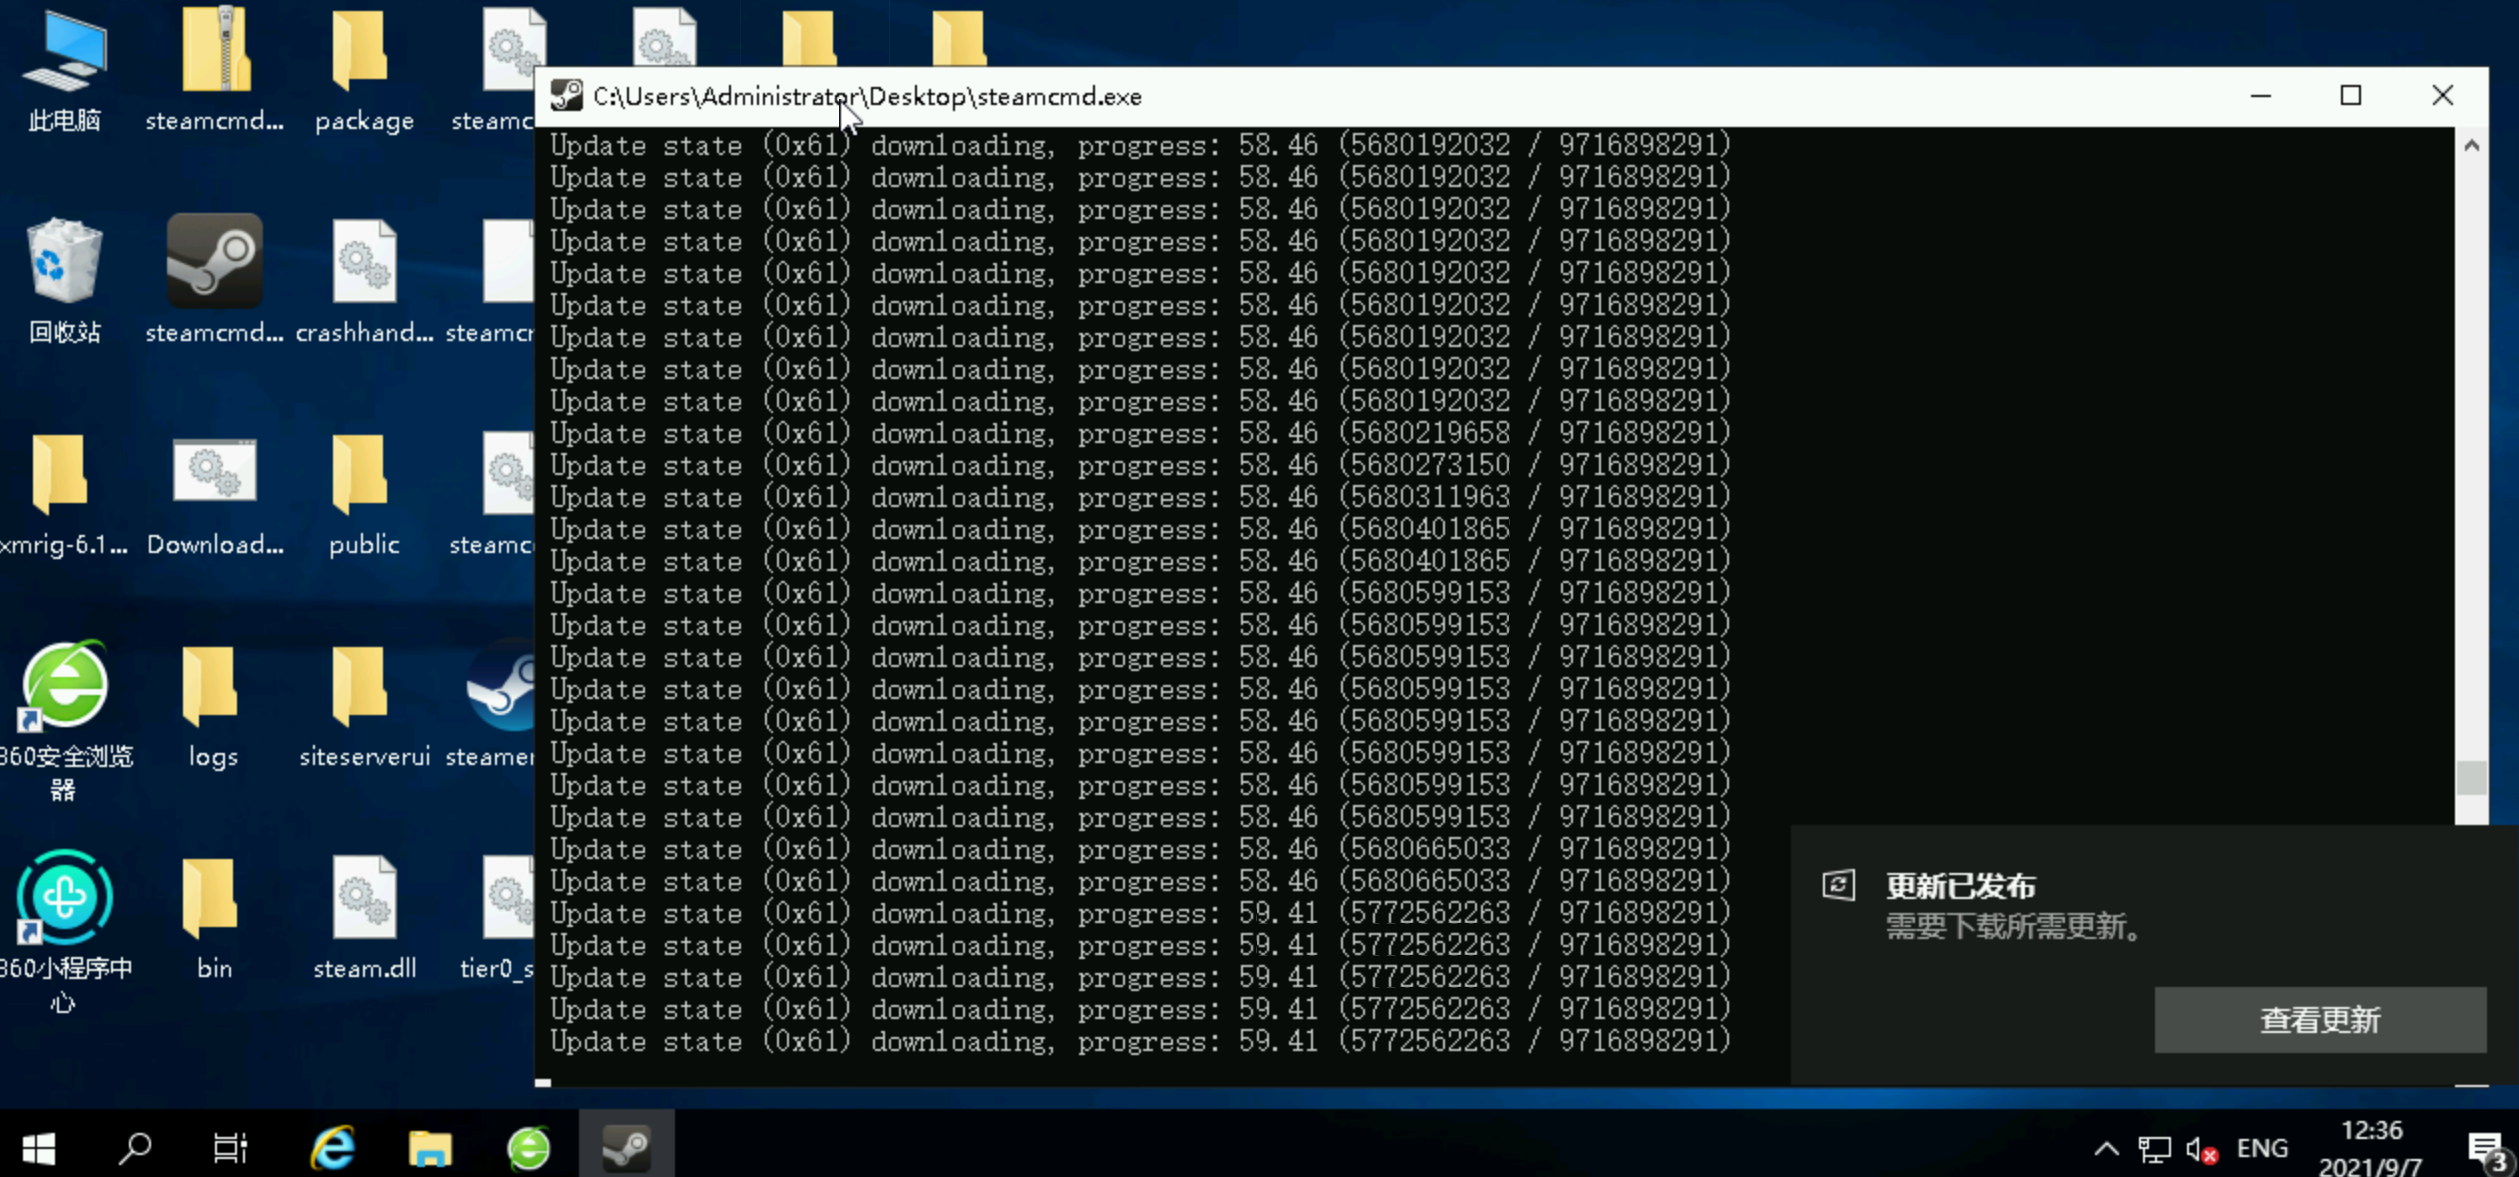 此电脑
steamcmd...
package
steamc
回收站
steamcmd...
crashhand...
steamcr
xmrig-6.1...
Download...
public
steamc
360安全浏览
器
logs
siteserverui
steamer
360小程序中
心
bin
steam.dll
tier0_s
C:\Users\Administrator\Desktop\steamcmd.exe
Update state (0x61) downloading, progress: 58.46 (5680192032 / 9716898291)
Update state (0x61) downloading, progress: 58.46 (5680192032 / 9716898291)
Update state (0x61) downloading, progress: 58.46 (5680192032 / 9716898291)
Update state (0x61) downloading, progress: 58.46 (5680192032 / 9716898291)
Update state (0x61) downloading, progress: 58.46 (5680192032 / 9716898291)
Update state (0x61) downloading, progress: 58.46 (5680192032 / 9716898291)
Update state (0x61) downloading, progress: 58.46 (5680192032 / 9716898291)
Update state (0x61) downloading, progress: 58.46 (5680192032 / 9716898291)
Update state (0x61) downloading, progress: 58.46 (5680192032 / 9716898291)
Update state (0x61) downloading, progress: 58.46 (5680219658 / 9716898291)
Update state (0x61) downloading, progress: 58.46 (5680273150 / 9716898291)
Update state (0x61) downloading, progress: 58.46 (5680311963 / 9716898291)
Update state (0x61) downloading, progress: 58.46 (5680401865 / 9716898291)
Update state (0x61) downloading, progress: 58.46 (5680401865 / 9716898291)
Update state (0x61) downloading, progress: 58.46 (5680599153 / 9716898291)
Update state (0x61) downloading, progress: 58.46 (5680599153 / 9716898291)
Update state (0x61) downloading, progress: 58.46 (5680599153 / 9716898291)
Update state (0x61) downloading, progress: 58.46 (5680599153 / 9716898291)
Update state (0x61) downloading, progress: 58.46 (5680599153 / 9716898291)
Update state (0x61) downloading, progress: 58.46 (5680599153 / 9716898291)
Update state (0x61) downloading, progress: 58.46 (5680599153 / 9716898291)
Update state (0x61) downloading, progress: 58.46 (5680599153 / 9716898291)
Update state (0x61) downloading, progress: 58.46 (5680665033 / 9716898291)
Update state (0x61) downloading, progress: 58.46 (5680665033 / 9716898291)
Update state (0x61) downloading, progress: 59.41 (5772562263 / 9716898291)
Update state (0x61) downloading, progress: 59.41 (5772562263 / 9716898291)
Update state (0x61) downloading, progress: 59.41 (5772562263 / 9716898291)
Update state (0x61) downloading, progress: 59.41 (5772562263 / 9716898291)
Update state (0x61) downloading, progress: 59.41 (5772562263 / 9716898291)
更新已发布
需要下载所需更新。
查看更新
ENG
12:36
2021/9/7
3